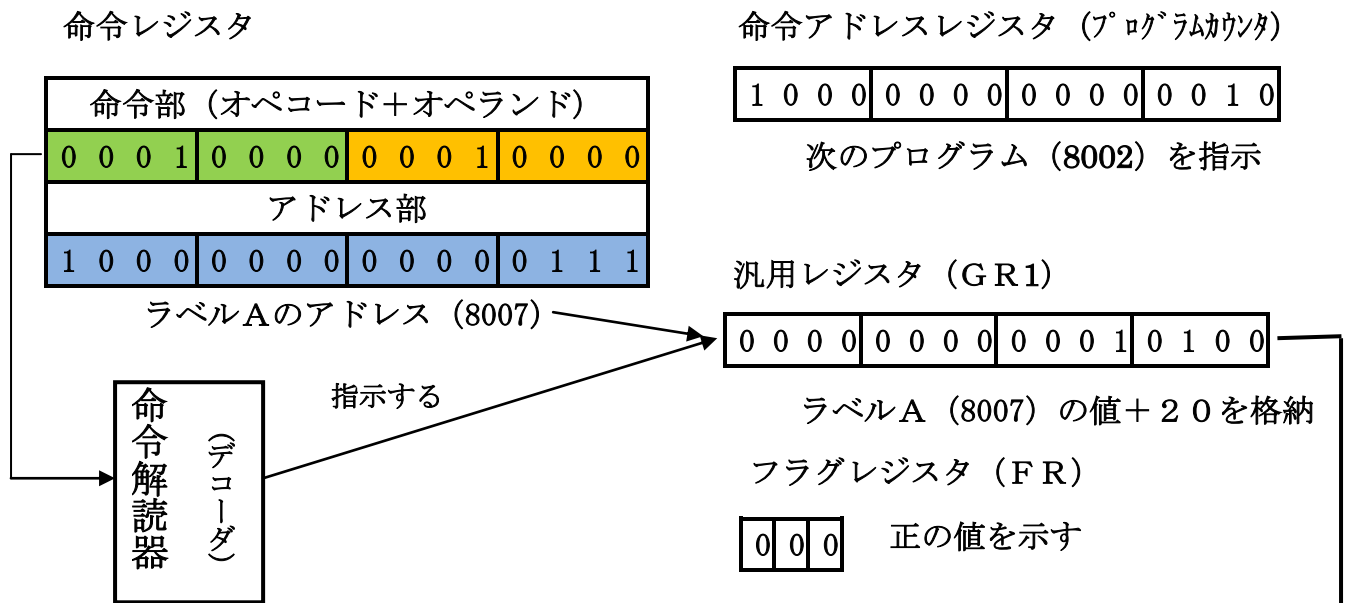 命令レジスタ
命令部（オペコード＋オペランド）
0 0 0 1 0 0 0 0 0 0 0 1 0 0 0 0
アドレス部
1 0 0 0 0 0 0 0 0 0 0 0 0 1 1 1
ラベルＡのアドレス（8007）
命令解読器
（デコーダ）
指示する
命令アドレスレジスタ（ﾌﾟﾛｸﾞﾗﾑｶｳﾝﾀ）
1 0 0 0 0 0 0 0 0 0 0 0 0 0 1 0
次のプログラム（8002）を指示
汎用レジスタ（ＧＲ1）
0 0 0 0 0 0 0 0 0 0 0 1 0 1 0 0
ラベルＡ（8007）の値＋２０を格納
フラグレジスタ（ＦＲ）
0 0 0
正の値を示す